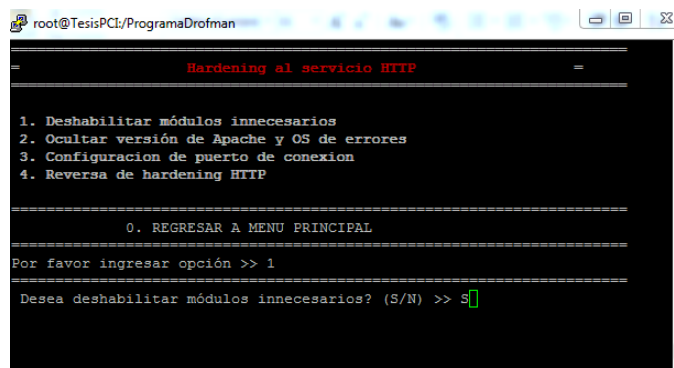 root@TesisPCI:/ProgramaDrofman
==============================================================================
= Hardening al servicio HTTP =
==============================================================================
1. Deshabilitar módulos innecesarios
2. Ocultar versión de Apache y OS de errores
3. Configuracion de puerto de conexion
4. Reversa de hardening HTTP
==============================================================================
0. REGRESAR A MENU PRINCIPAL
==============================================================================
Por favor ingresar opción >> 1
==============================================================================
Desea deshabilitar módulos innecesarios? (S/N) >> S